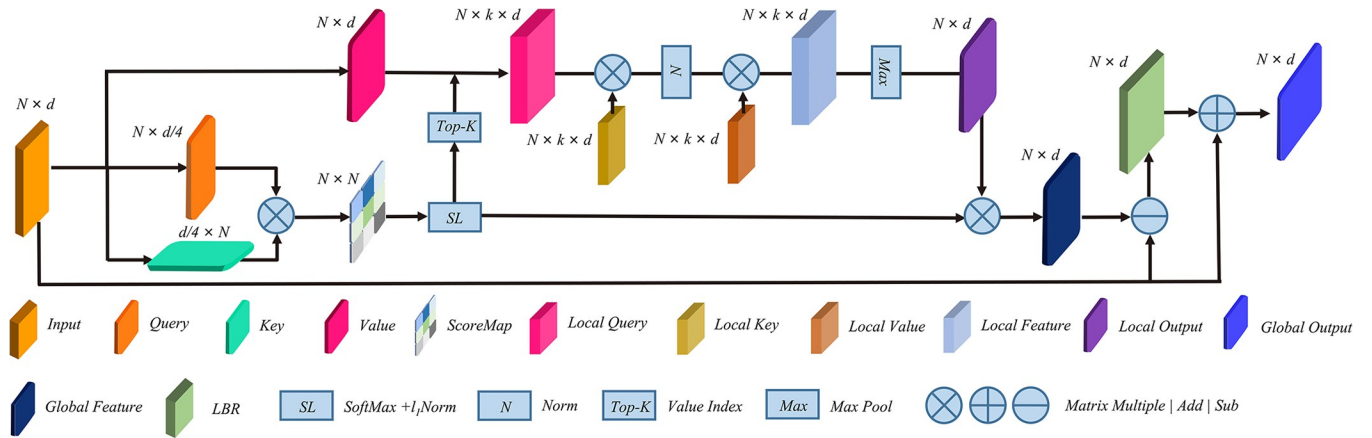 N × d
N × k × d
N × k × d
N × d
N × d
N × d
N × d
N × d/4
Top-K
N
Max
N × k × d
N × k × d
N × d
N × N
SL
d/4 × N
Input
Query
Key
Value
ScoreMap
Local Query
Local Key
Local Value
Local Feature
Local Output
Global Output
Global Feature
LBR
SL
SoftMax +l₁Norm
N
Norm
Top-K
Value Index
Max
Max Pool
Matrix Multiple | Add | Sub